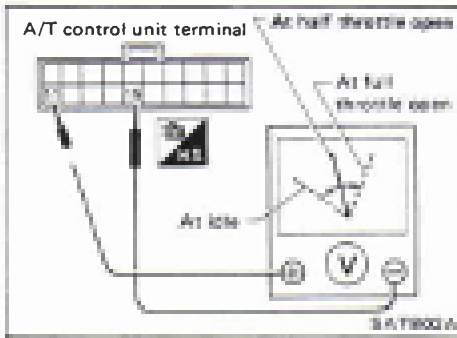 A/T control unit terminal
At half throttle open
At full
throttle open
At idle
V
SAT802A